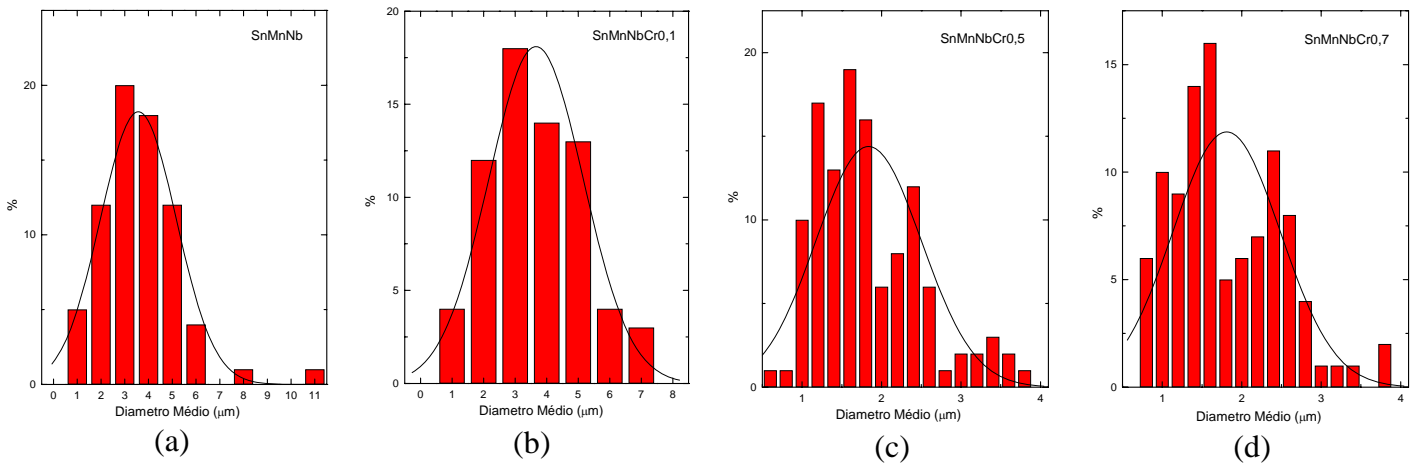 SnMnNb
%
20
10
0
0 1 2 3 4 5 6 7 8 9 10 11
Diametro Médio (μm)
(a)
SnMnNbCr0,1
%
20
15
10
5
0
0 1 2 3 4 5 6 7 8
Diametro Médio (μm)
(b)
SnMnNbCr0,5
%
20
10
0
1 2 3 4
Diametro Médio (μm)
(c)
SnMnNbCr0,7
%
15
10
5
0
1 2 3 4
Diametro Médio (μm)
(d)